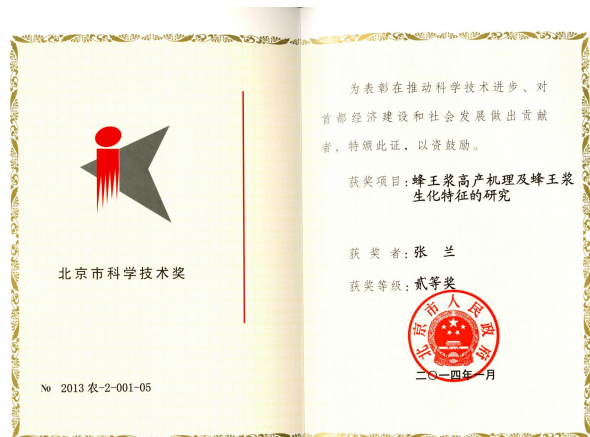 北京市科学技术奖
№ 2013 农-2-001-05
为表彰在推动科学技术进步、对
首都经济建设和社会发展做出贡献
者，特颁此证，以资鼓励。
获奖项目：蜂王浆高产机理及蜂王浆
生化特征的研究
获 奖 者：张 兰
获奖等级：贰等奖
北京市人民政府
二〇一四年一月